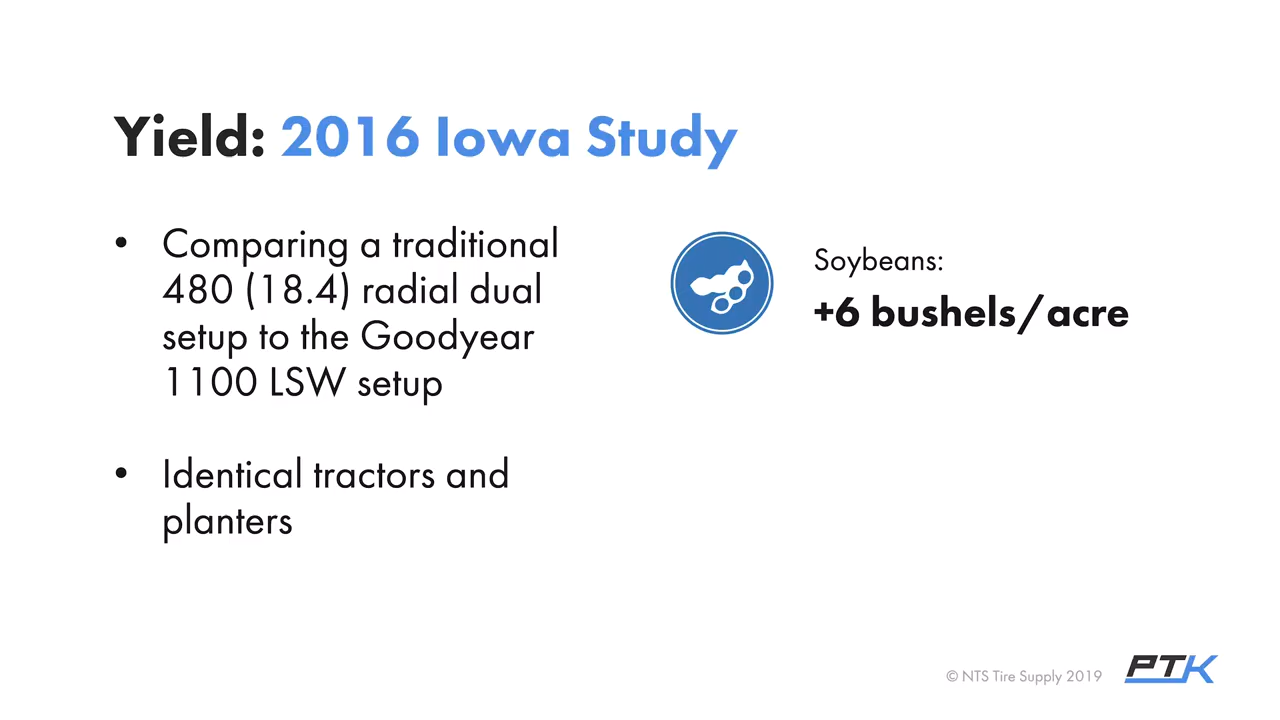 Yield: 2016 Iowa Study
• Comparing a traditional
480 (18.4) radial dual
setup to the Goodyear
1100 LSW setup
• Identical tractors and
planters
Soybeans:
+6 bushels/acre
© NTS Tire Supply 2019
PTK